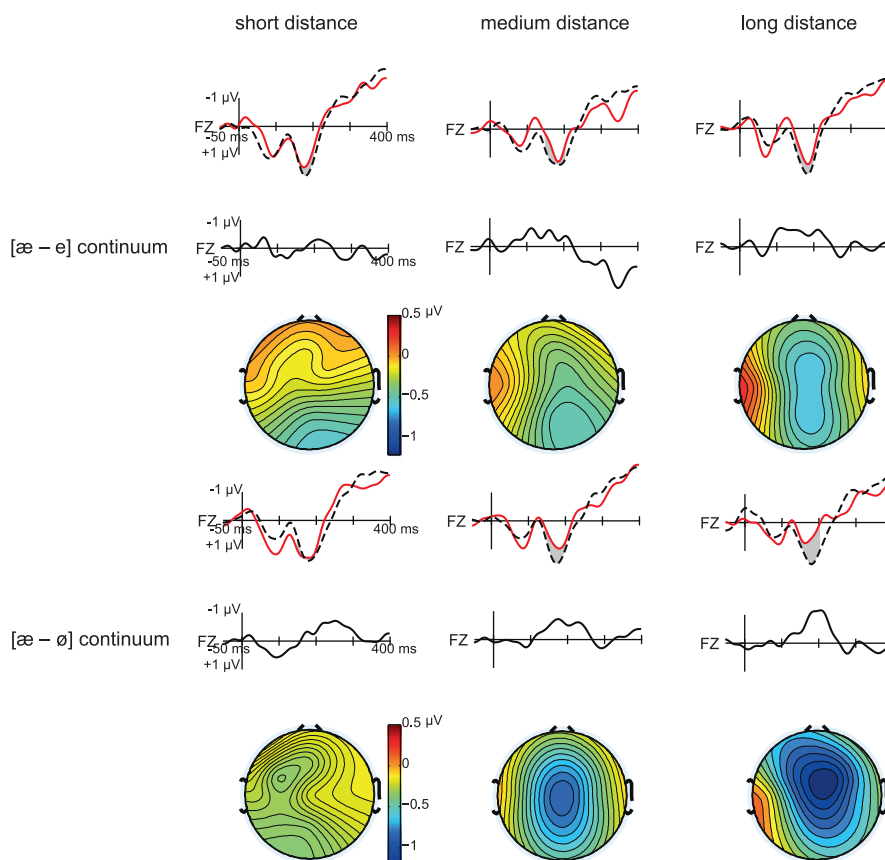 short distance medium distance long distance
-1 µV
FZ FZ FZ
-50 ms 400 ms
+1 µV
-1 µV
[æ – e] continuum FZ FZ FZ
-50 ms 400 ms
+1 µV
0.5 µV
0
-0.5
-1
-1 µV
FZ FZ FZ
-50 ms 400 ms
+1 µV
-1 µV
[æ – ø] continuum FZ FZ FZ
-50 ms 400 ms
+1 µV
0.5 µV
0
-0.5
-1